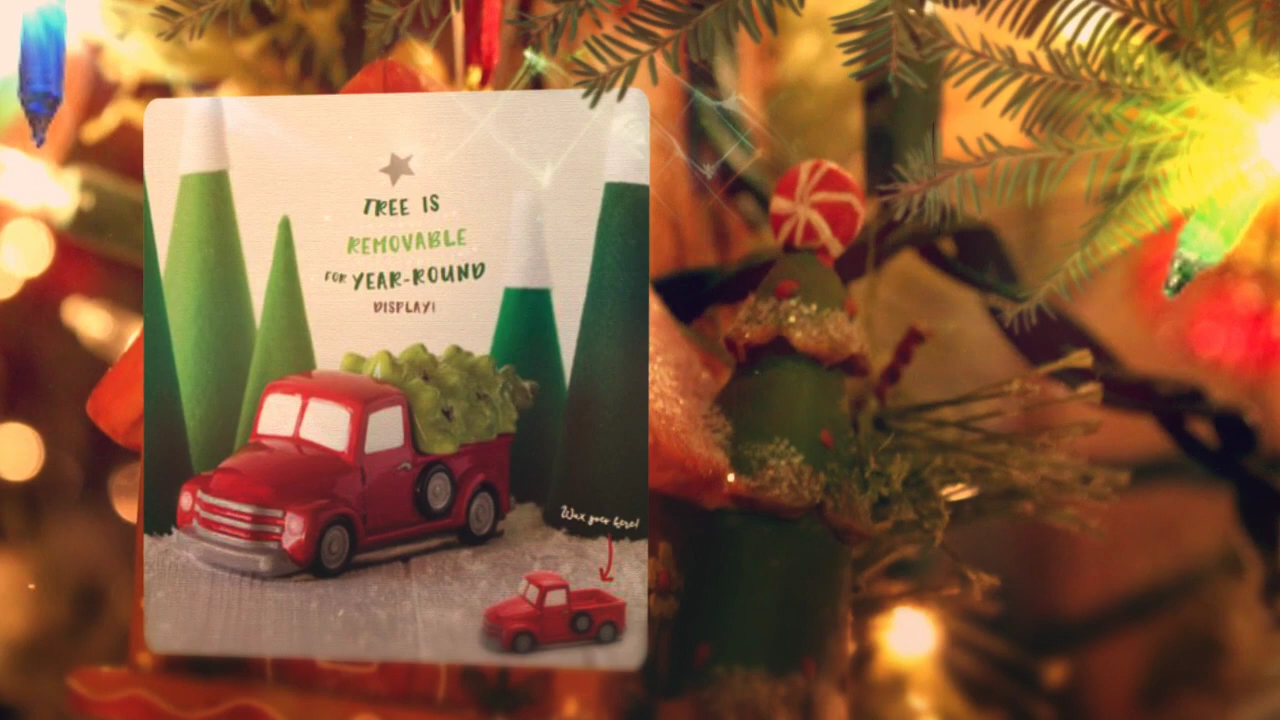 TREE IS
REMOVABLE
FOR YEAR-ROUND
DISPLAY!
Wax goes here!